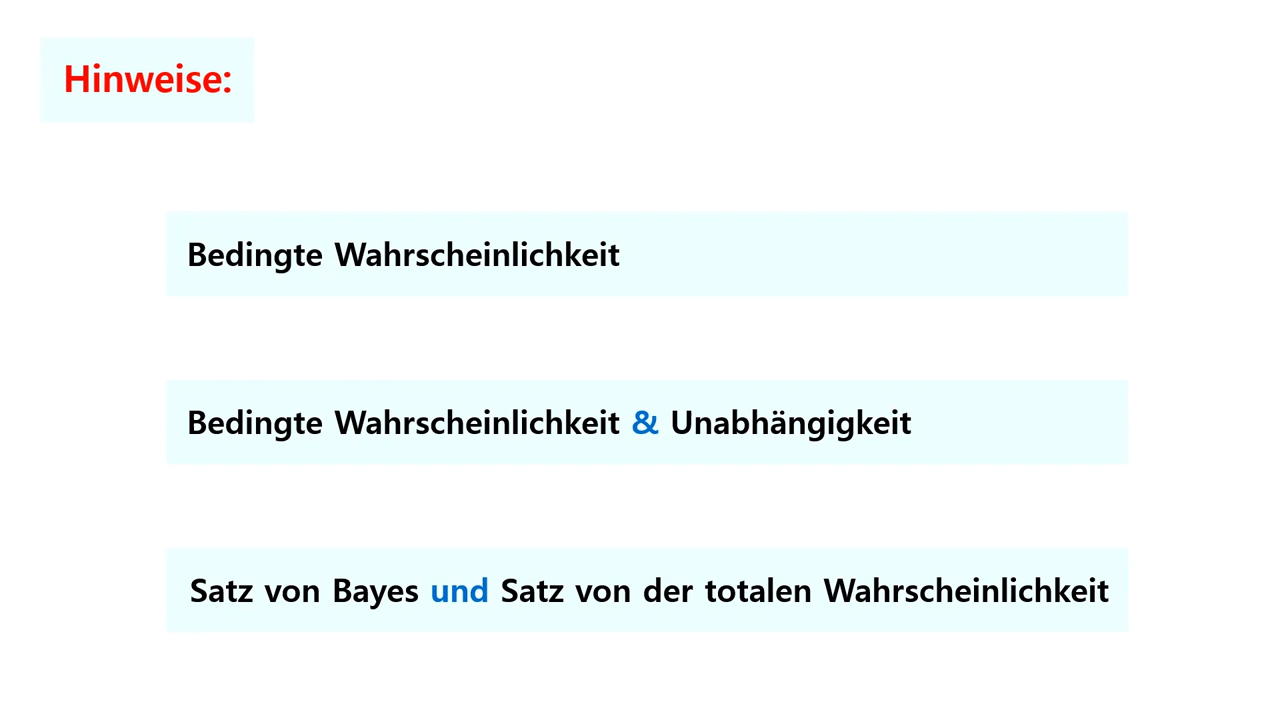 Hinweise:
Bedingte Wahrscheinlichkeit
Bedingte Wahrscheinlichkeit & Unabhängigkeit
Satz von Bayes und Satz von der totalen Wahrscheinlichkeit